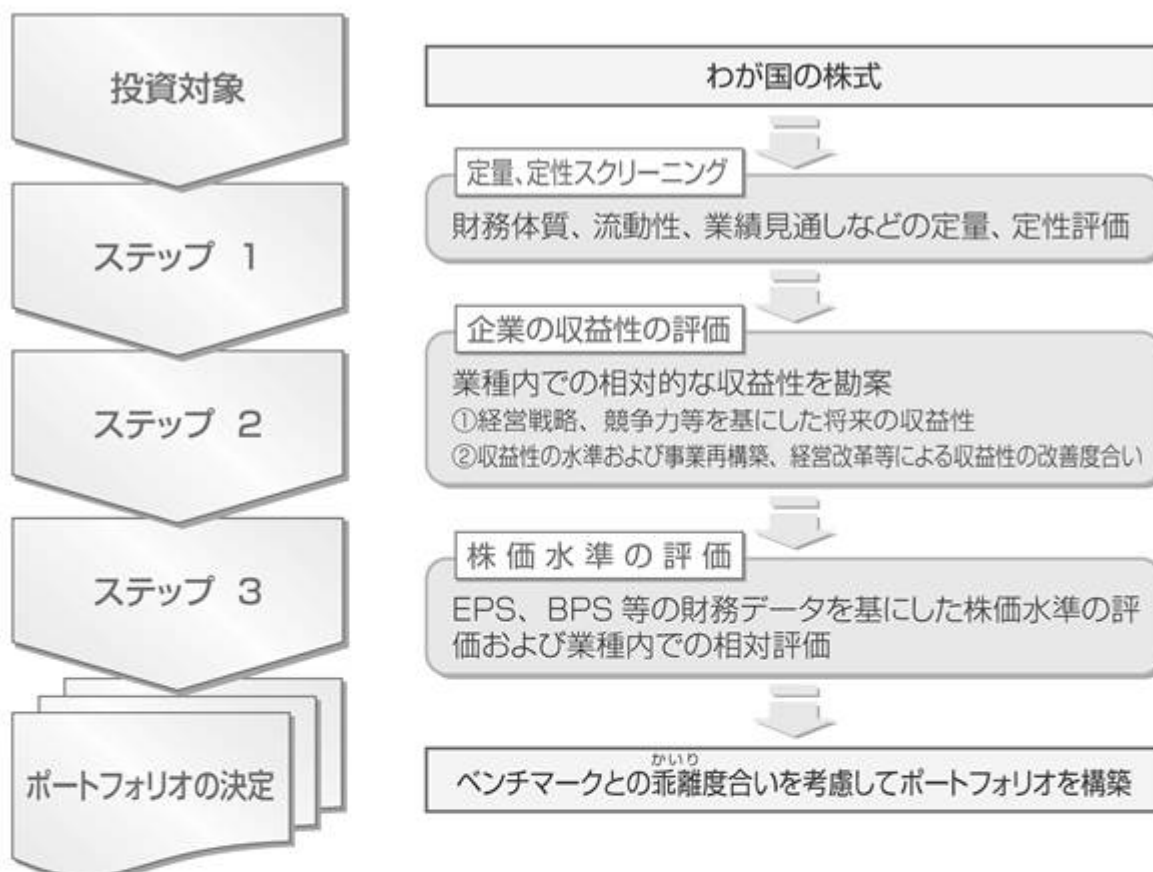 投資対象
わが国の株式
ステップ 1
定量、定性スクリーニング
財務体質、流動性、業績見通しなどの定量、定性評価
ステップ 2
企業の収益性の評価
業種内での相対的な収益性を勘案
①経営戦略、競争力等を基にした将来の収益性
②収益性の水準および事業再構築、経営改革等による収益性の改善度合い
ステップ 3
株価水準の評価
EPS、BPS 等の財務データを基にした株価水準の評
価および業種内での相対評価
ポートフォリオの決定
かいり
ベンチマークとの乖離度合いを考慮してポートフォリオを構築